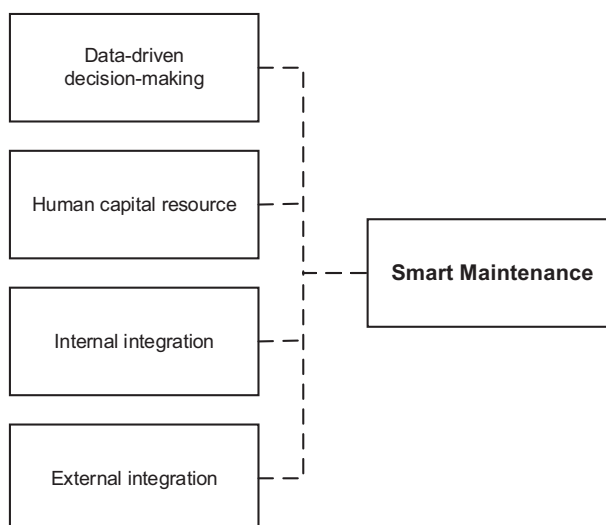 Data-driven
decision-making
Human capital resource
Smart Maintenance
Internal integration
External integration